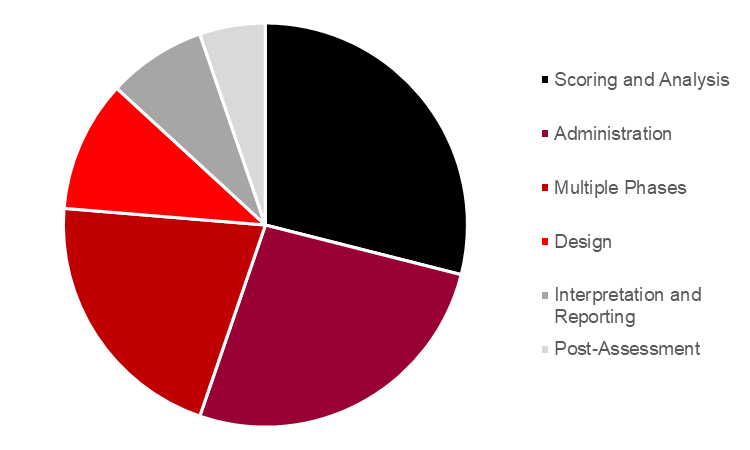 Scoring and Analysis
Administration
Multiple Phases
Design
Interpretation and
Reporting
Post-Assessment